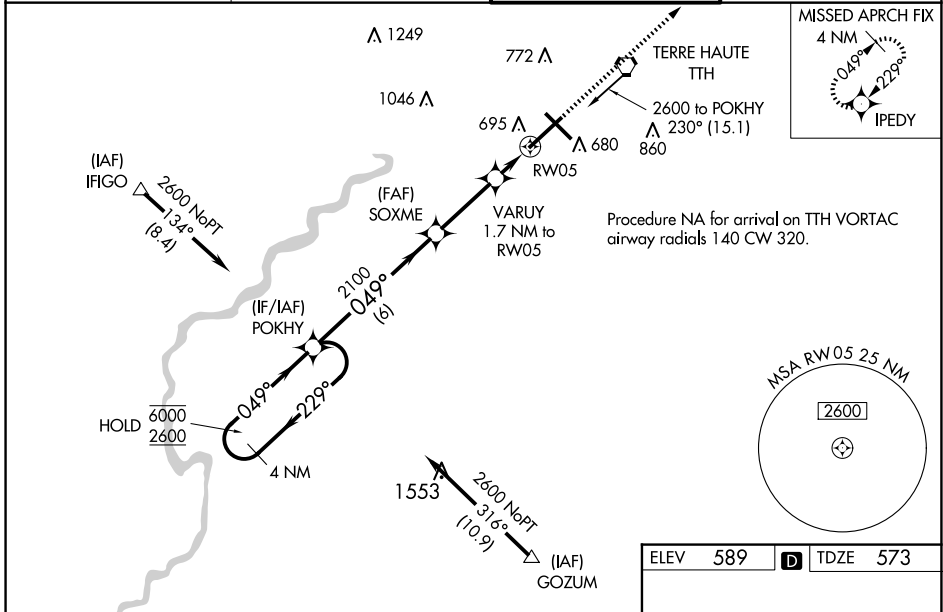 MISSED APRCH FIX
4 NM
049°
229°
IPEDY
1249
772
TERRE HAUTE
TTH
1046
2600 to POKHY
230° (15.1)
695
680
860
RW05
(IAF)
IFIGO
2600 NoPT
134°
(8.4)
(FAF)
SOXME
VARUY
1.7 NM to
RW05
Procedure NA for arrival on TTH VORTAC
airway radials 140 CW 320.
2100
049°
(6)
(IF/IAF)
POKHY
049°
229°
HOLD
6000
2600
4 NM
MSA RW05 25 NM
2600
1553
2600 NoPT
316°
(10.9)
(IAF)
GOZUM
ELEV 589 D TDZE 573